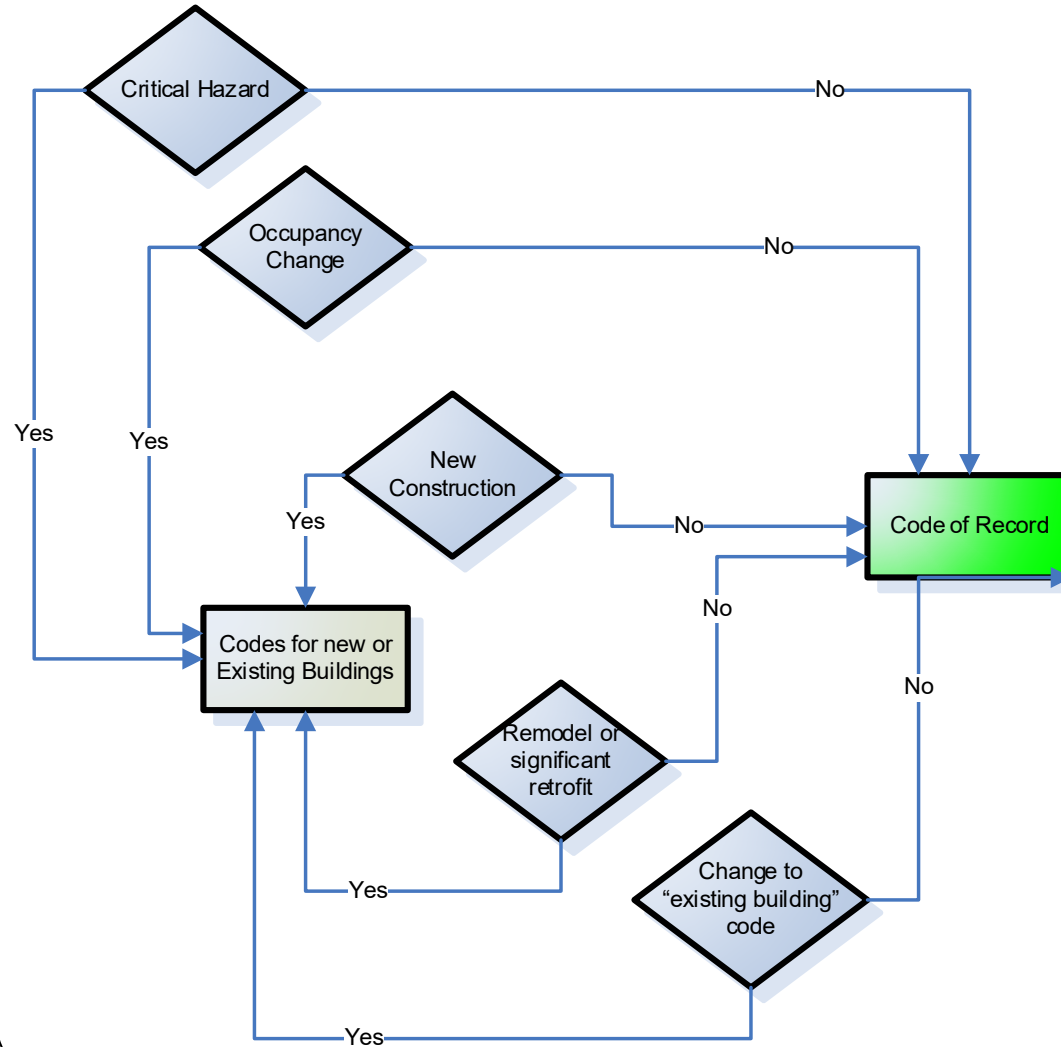 Critical Hazard
No
Occupancy
Change
No
Yes
Yes
New
Construction
Yes
No
Code of Record
No
Codes for new or
Existing Buildings
No
Remodel or
significant
retrofit
Yes
Change to
“existing building”
code
Yes